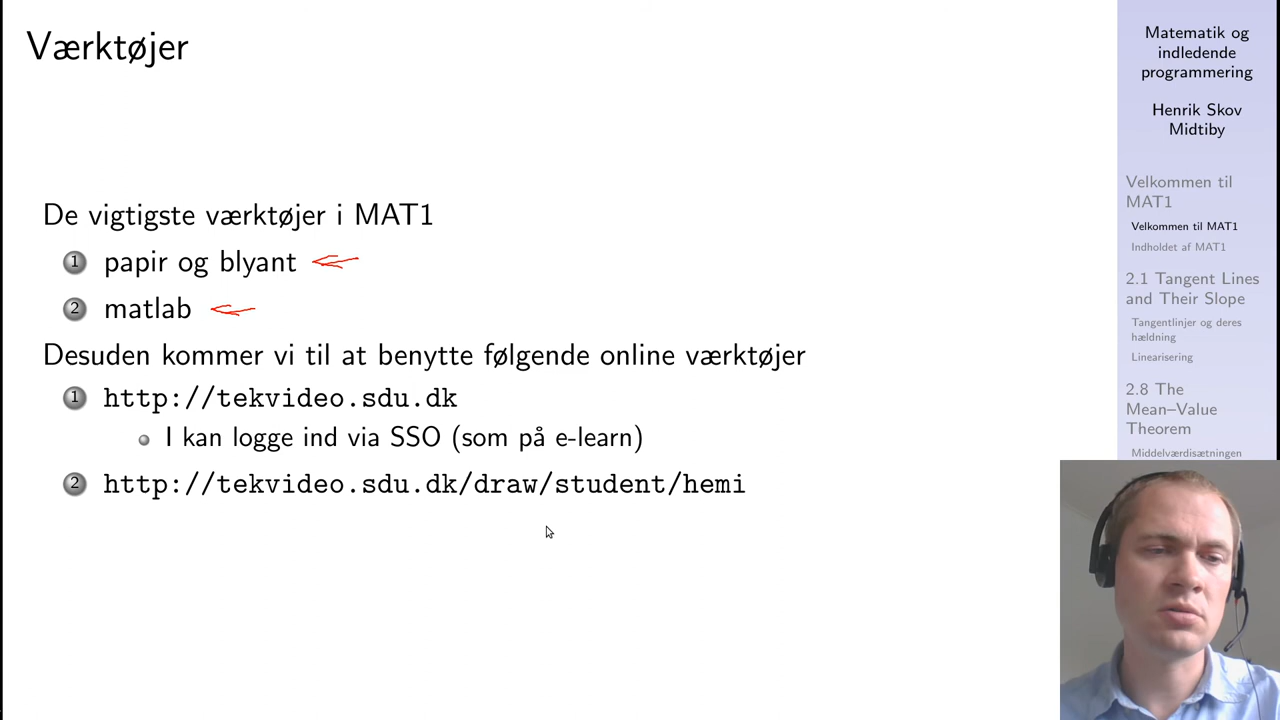 Værktøjer
De vigtigste værktøjer i MAT1
1 papir og blyant
2 matlab
Desuden kommer vi til at benytte følgende online værktøjer
1 http://tekvideo.sdu.dk
I kan logge ind via SSO (som på e-learn)
2 http://tekvideo.sdu.dk/draw/student/hemi
Matematik og
indledende
programmering
Henrik Skov
Midtiby
Velkommen til
MAT1
Velkommen til MAT1
Indholdet af MAT1
2.1 Tangent Lines
and Their Slope
Tangentlinjer og deres
hældning
Linearisering
2.8 The
Mean–Value
Theorem
Middelværdisætningen